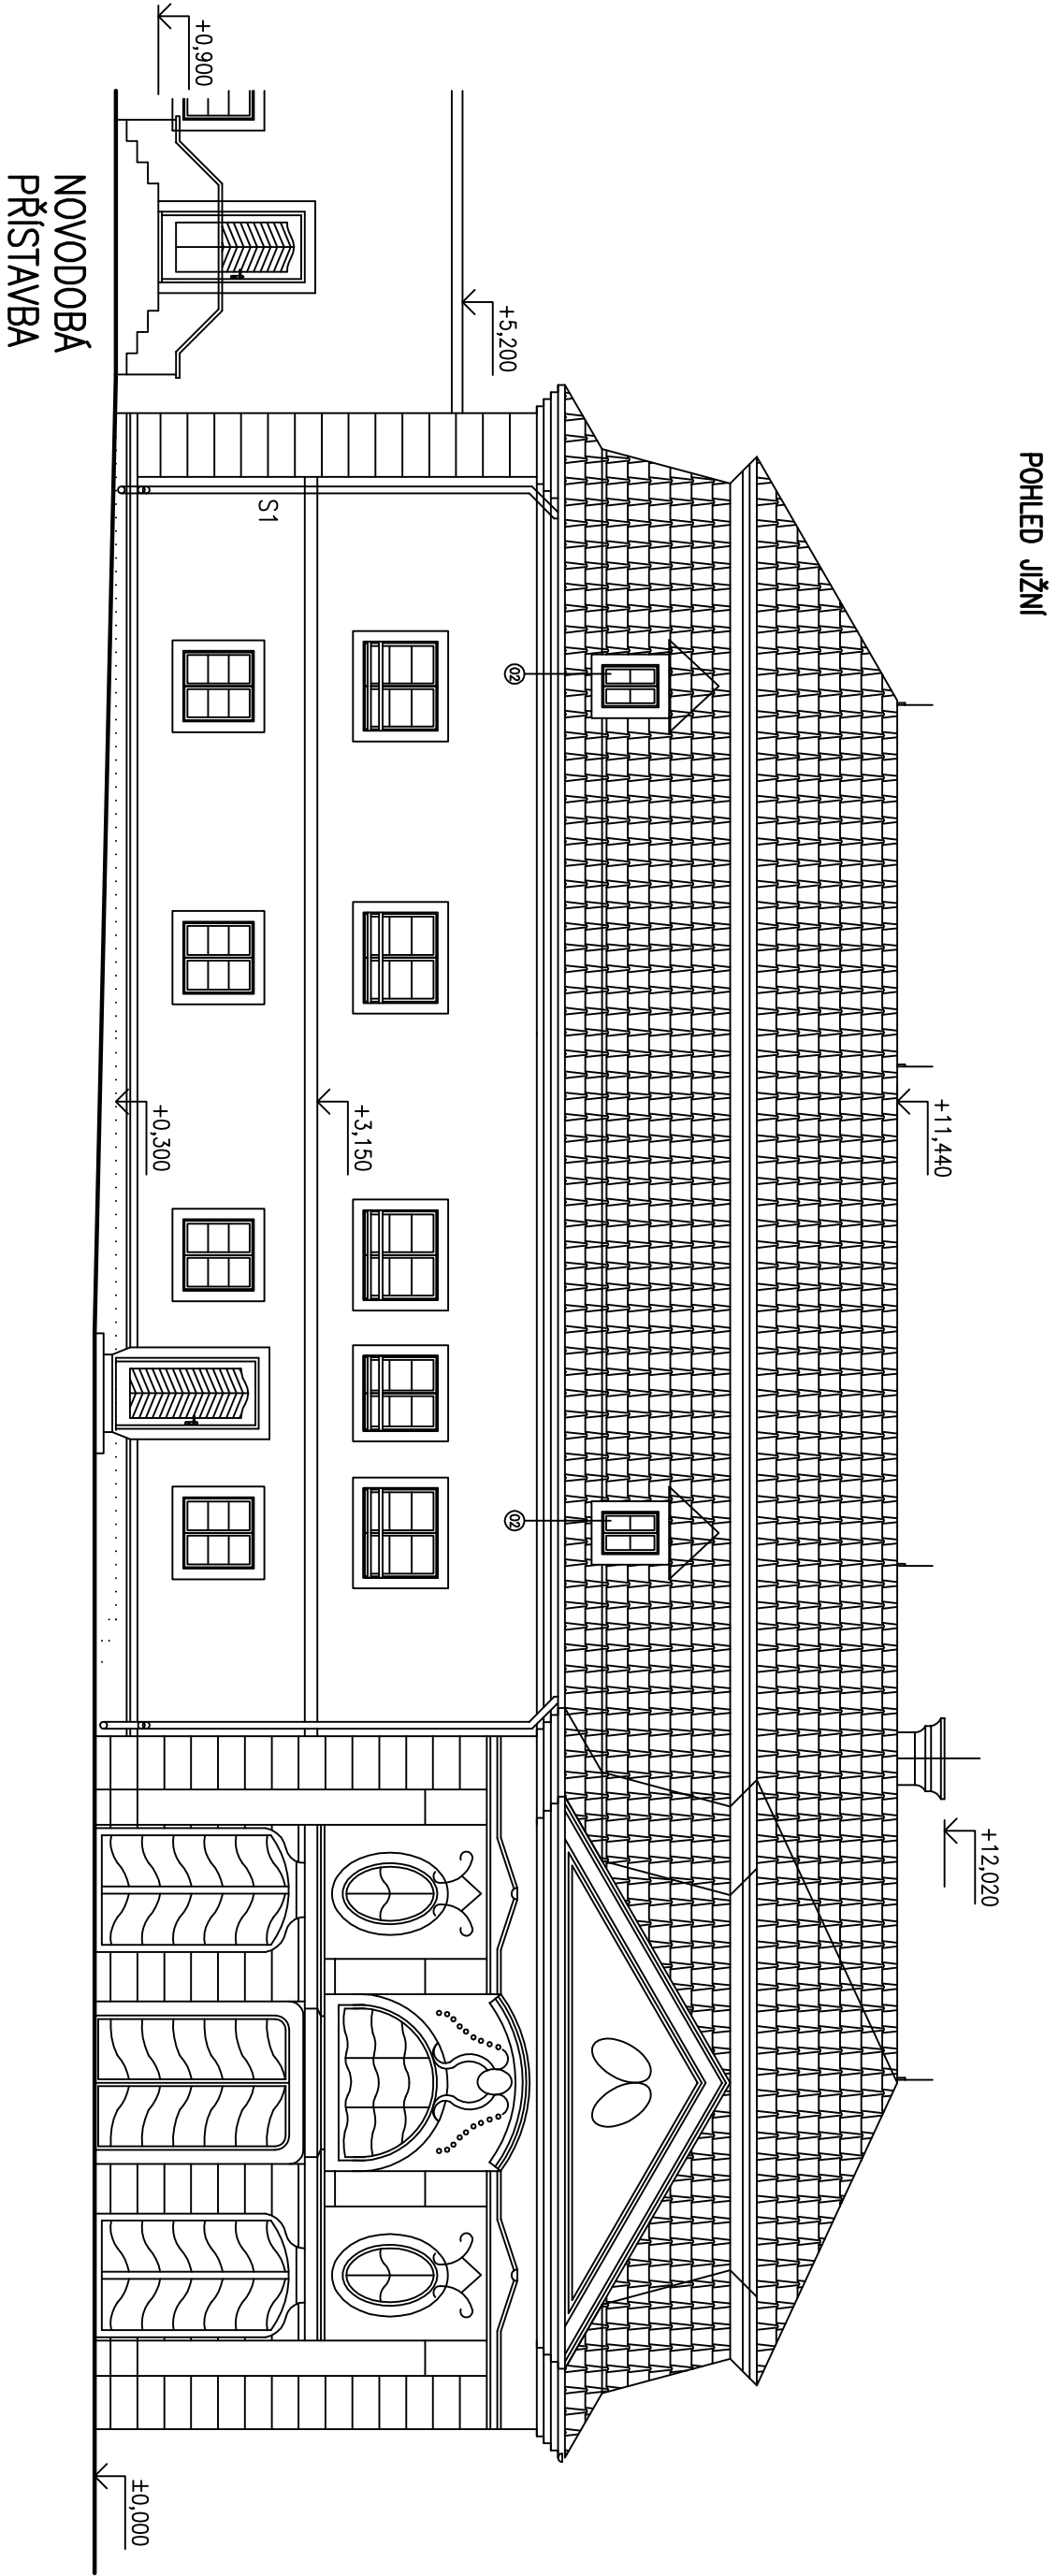 POHLED JIŽNÍ
+12,020
+11,440
+5,200
02
02
+3,150
S1
+0,900
+0,300
±0,000
NOVODOBÁ
PŘÍSTAVBA